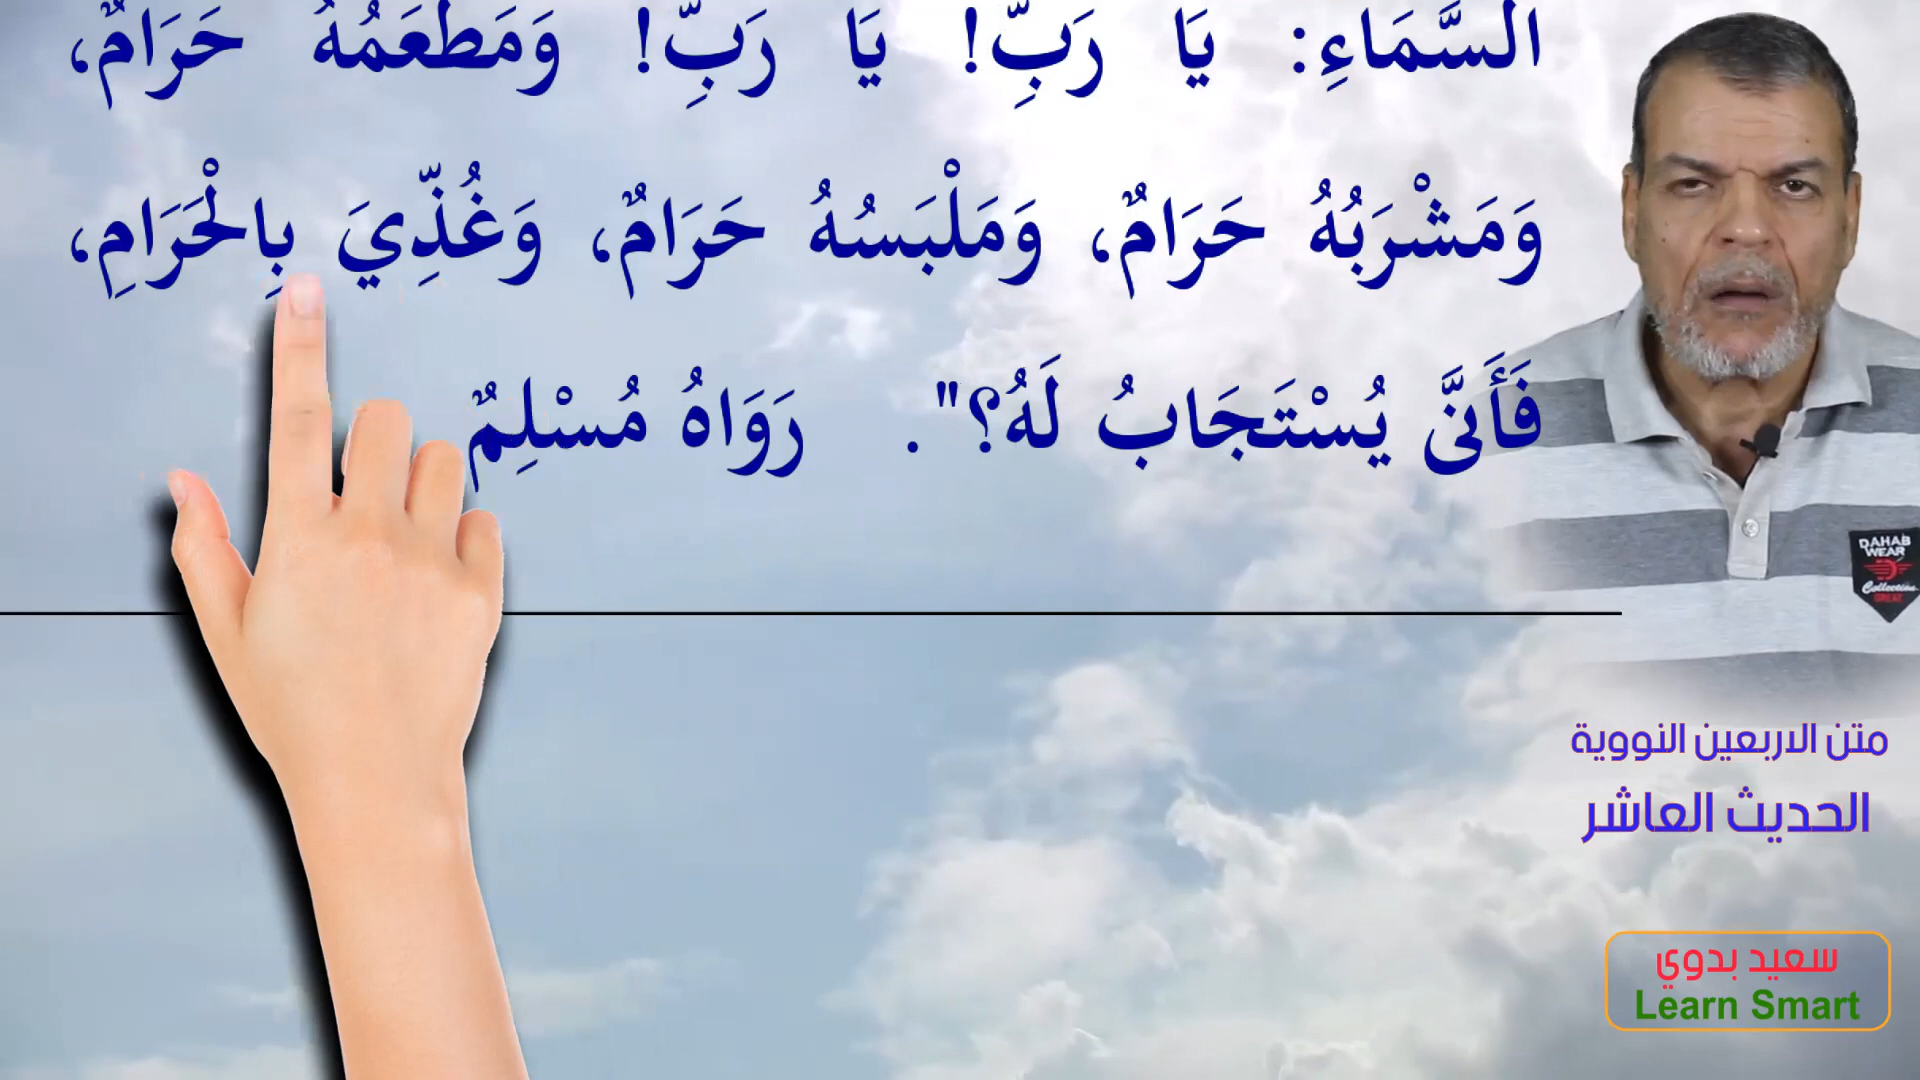 السَّمَاءِ: يَا رَبِّ! يَا رَبِّ! وَمَطْعَمُهُ حَرَامٌ،
وَمَشْرَبُهُ حَرَامٌ، وَمَلْبَسُهُ حَرَامٌ، وَغُذِّيَ بِالْحَرَامِ،
فَأَنَّى يُسْتَجَابُ لَهُ؟". رَوَاهُ مُسْلِمٌ
DAHAB
WEAR
Collection
متن الاربعين النووية
الحديث العاشر
سعيد بدوي
Learn Smart